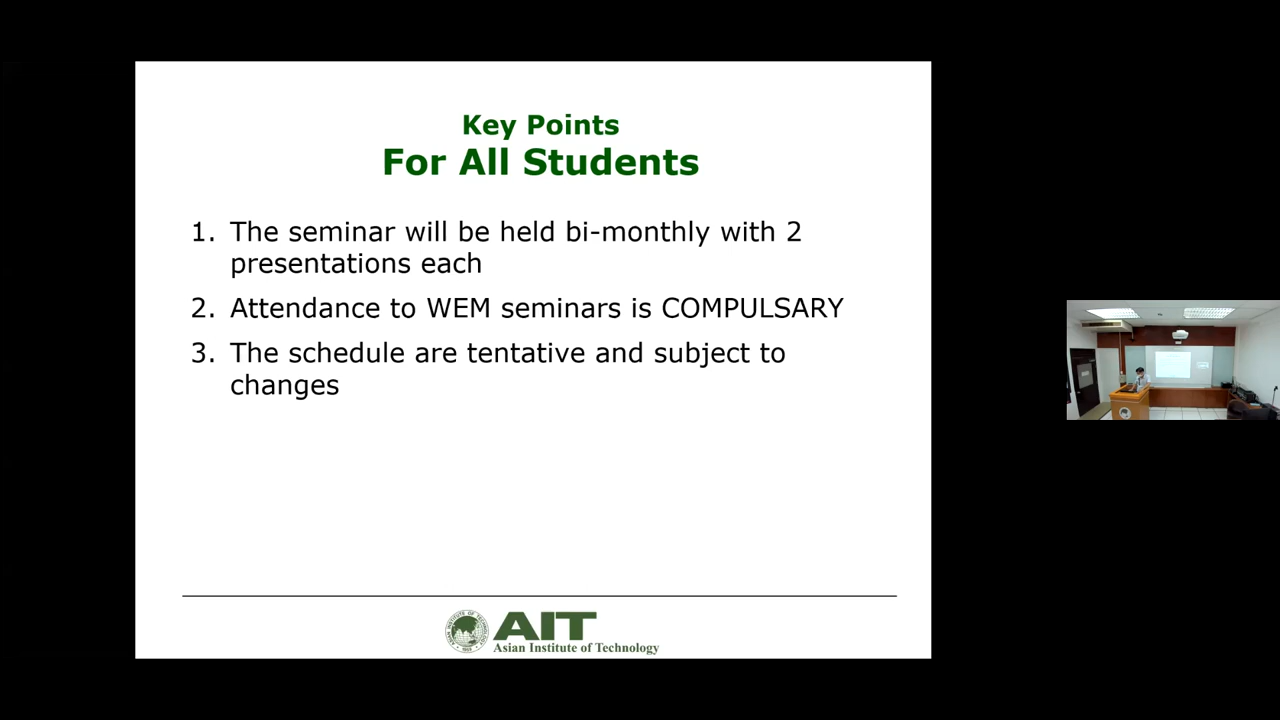 Key Points
For All Students
1. The seminar will be held bi-monthly with 2
presentations each
2. Attendance to WEM seminars is COMPULSARY
3. The schedule are tentative and subject to
changes
AIT
Asian Institute of Technology